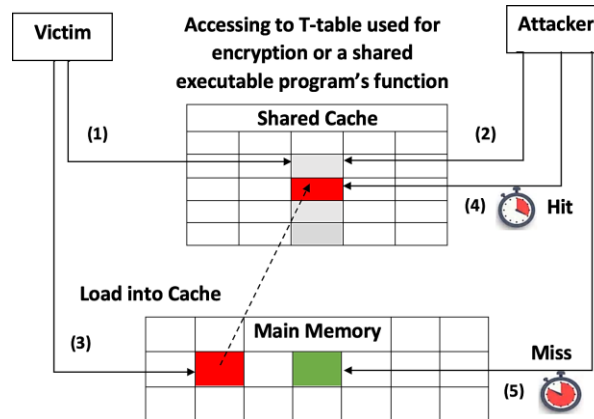 Victim
Accessing to T-table used for
encryption or a shared
executable program's function
Attacker
Shared Cache
(1)
(2)
(4)
Hit
Load into Cache
(3)
Main Memory
Miss
(5)